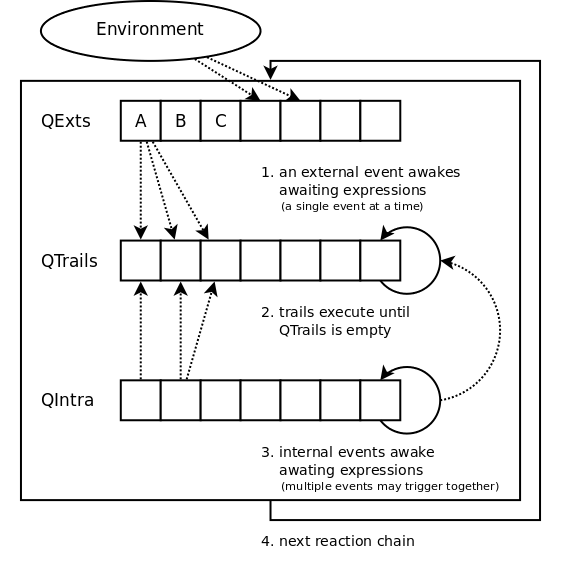 Environment
QExts
A B C
1. an external event awakes
awaiting expressions
(a single event at a time)
QTrails
2. trails execute until
QTrails is empty
QIntra
3. internal events awake
awating expressions
(multiple events may trigger together)
4. next reaction chain